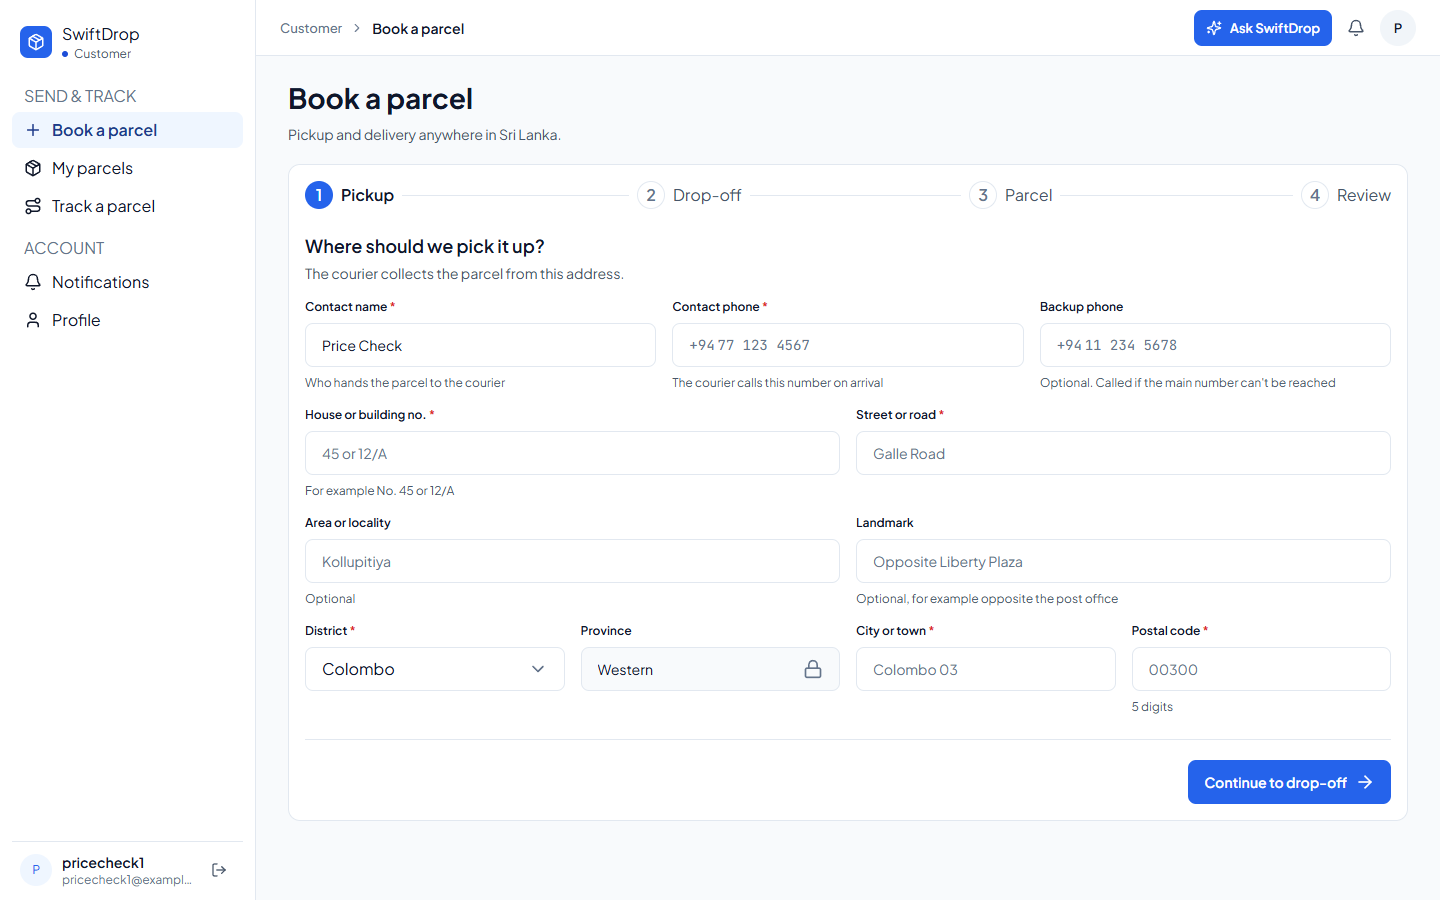 SwiftDrop
Customer
SEND & TRACK
Book a parcel
My parcels
Track a parcel
ACCOUNT
Notifications
Profile
P
pricecheck1
pricecheck1@exampl...
Customer > Book a parcel
Ask SwiftDrop
P
Book a parcel
Pickup and delivery anywhere in Sri Lanka.
1 Pickup
2 Drop-off
3 Parcel
4 Review
Where should we pick it up?
The courier collects the parcel from this address.
Contact name * Contact phone * Backup phone
Price Check +94 77 123 4567 +94 11 234 5678
Who hands the parcel to the courier The courier calls this number on arrival Optional. Called if the main number can't be reached
House or building no. * Street or road *
45 or 12/A Galle Road
For example No. 45 or 12/A
Area or locality Landmark
Kollupitiya Opposite Liberty Plaza
Optional Optional, for example opposite the post office
District * Province City or town * Postal code *
Colombo Western Colombo 03 00300
5 digits
Continue to drop-off